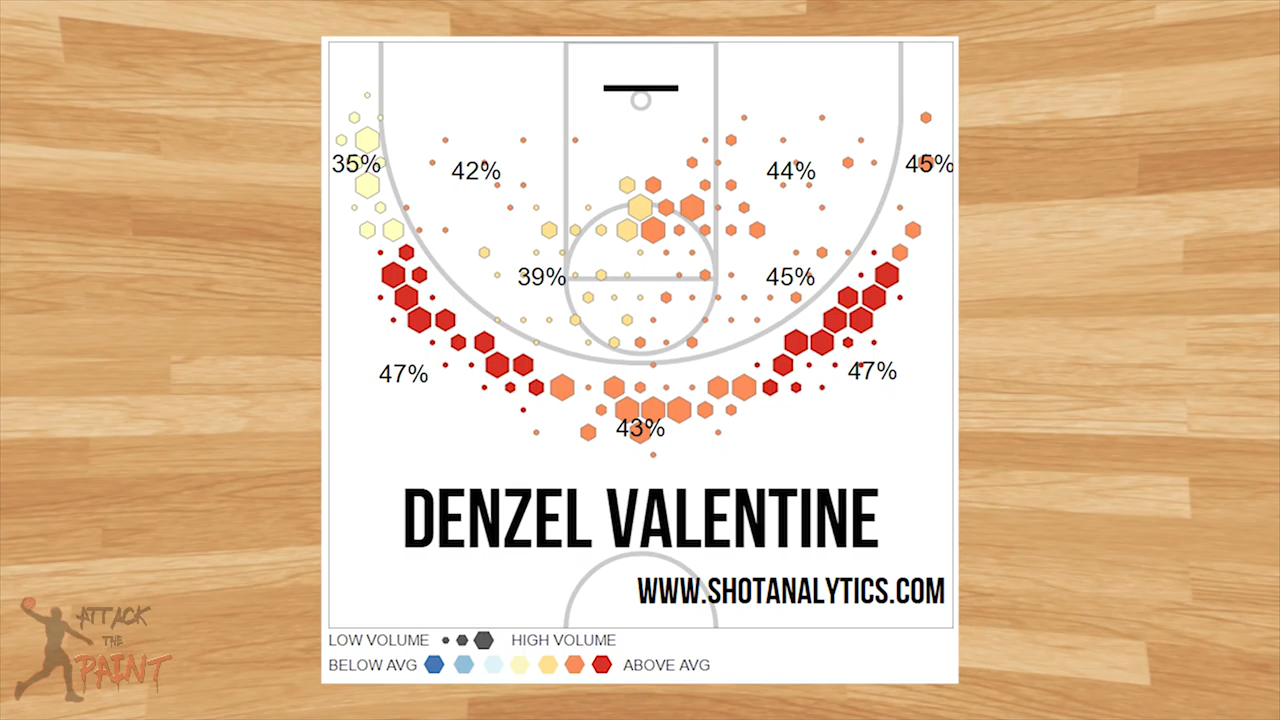 35%
42%
44%
45%
39%
45%
47%
47%
43%
DENZEL VALENTINE
WWW.SHOTANALYTICS.COM
LOW VOLUME HIGH VOLUME
BELOW AVG ABOVE AVG
ATTACK
THE
PAINT